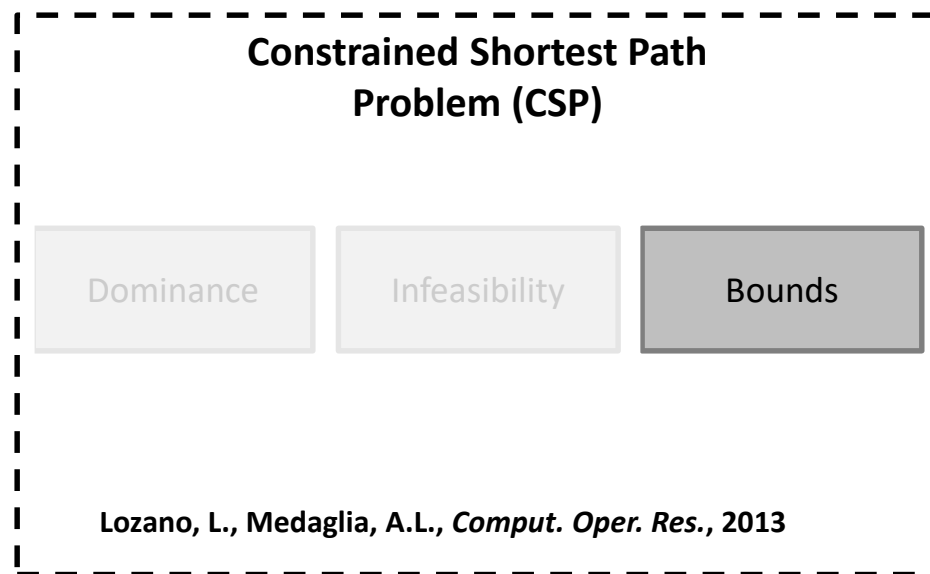 Constrained Shortest Path
Problem (CSP)
Dominance
Infeasibility
Bounds
Lozano, L., Medaglia, A.L., Comput. Oper. Res., 2013